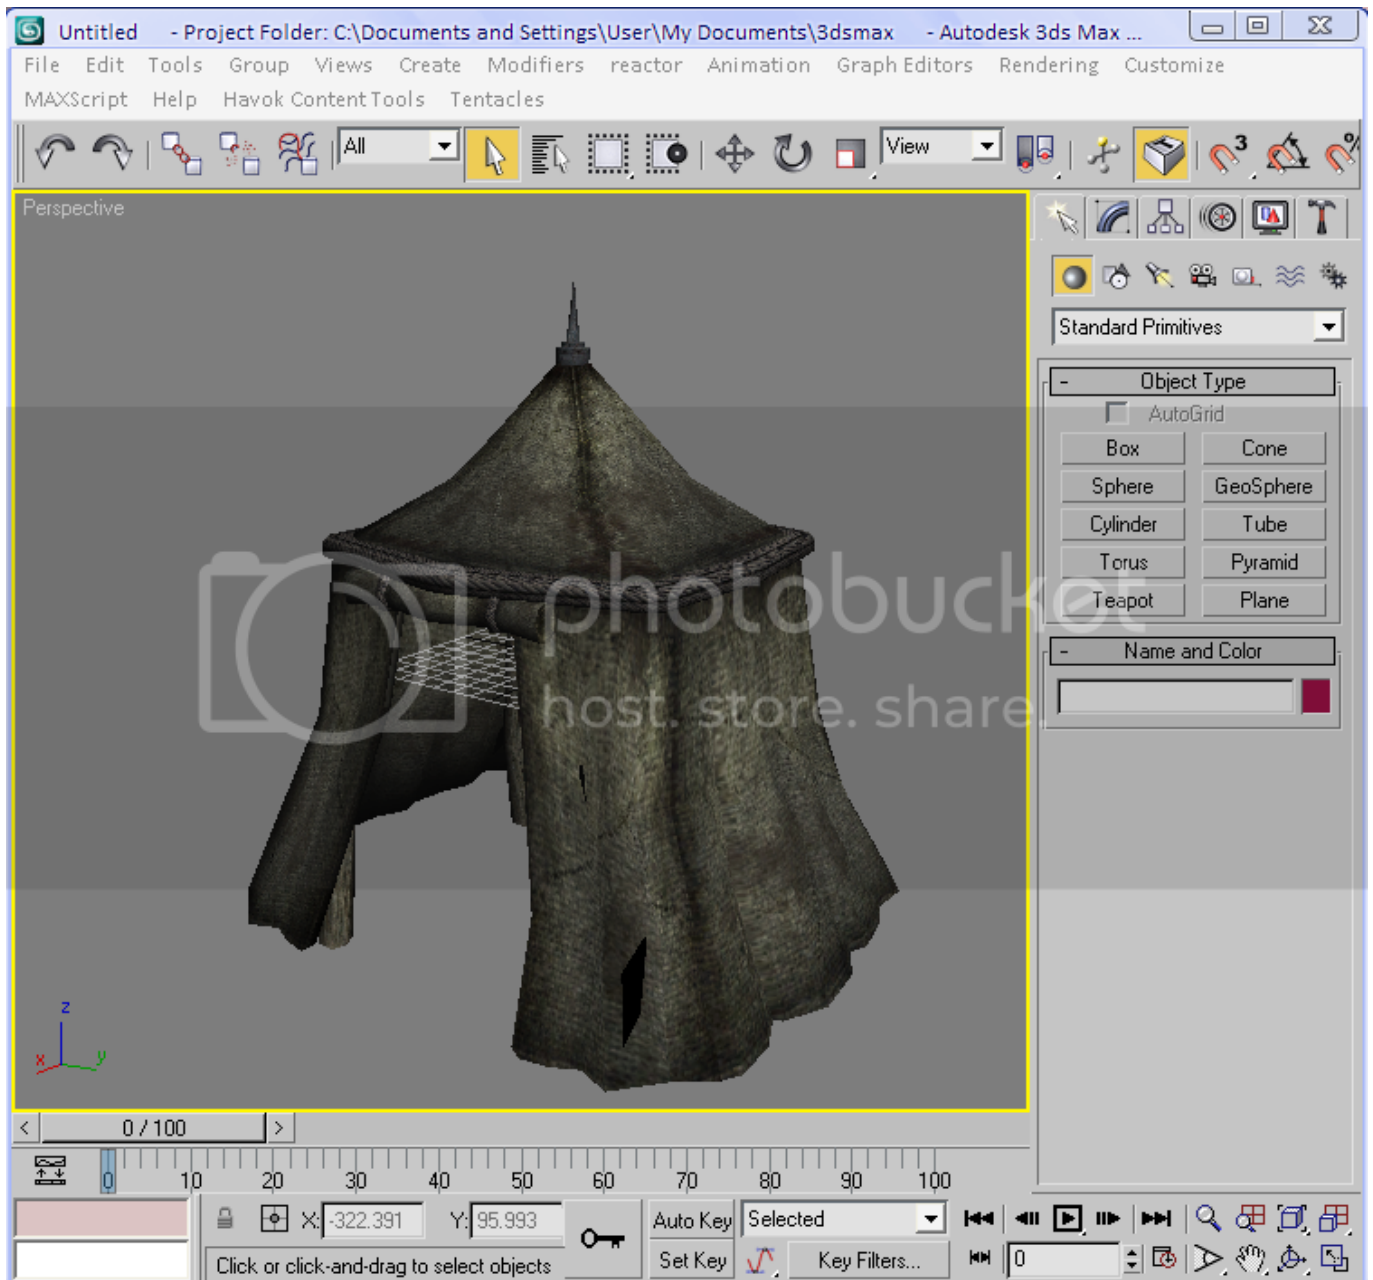 Untitled - Project Folder: C:\Documents and Settings\User\My Documents\3dsmax - Autodesk 3ds Max ...
File Edit Tools Group Views Create Modifiers reactor Animation Graph Editors Rendering Customize
MAXScript Help Havok Content Tools Tentacles
All
View
3
%
Perspective
Standard Primitives
- Object Type
AutoGrid
Box Cone
Sphere GeoSphere
Cylinder Tube
Torus Pyramid
Teapot Plane
- Name and Color
photobucket
host. store. share.
z
x y
< 0 / 100 >
0 10 20 30 40 50 60 70 80 90 100
X: -322.391 Y: 95.993 Auto Key Selected
Click or click-and-drag to select objects Set Key Key Filters... 0